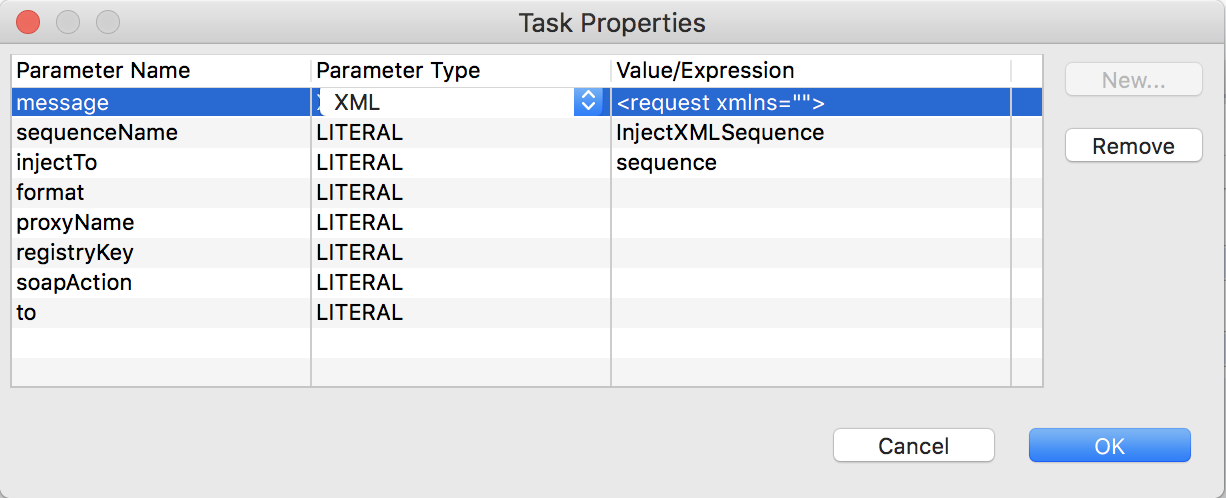 Task Properties
Parameter Name Parameter Type Value/Expression
message XML <request xmlns="">
sequenceName LITERAL InjectXMLSequence
injectTo LITERAL sequence
format LITERAL
proxyName LITERAL
registryKey LITERAL
soapAction LITERAL
to LITERAL
New...
Remove
Cancel OK